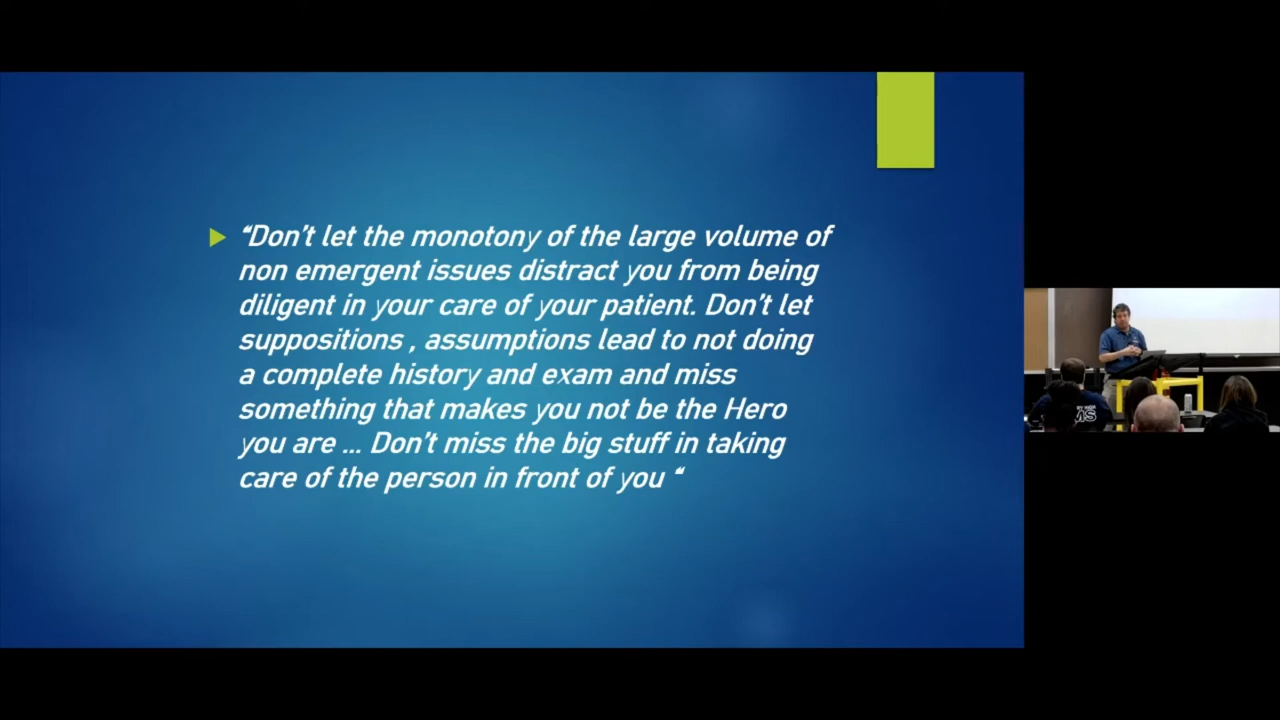 “Don’t let the monotony of the large volume of
non emergent issues distract you from being
diligent in your care of your patient. Don’t let
suppositions , assumptions lead to not doing
a complete history and exam and miss
something that makes you not be the Hero
you are ... Don’t miss the big stuff in taking
care of the person in front of you “